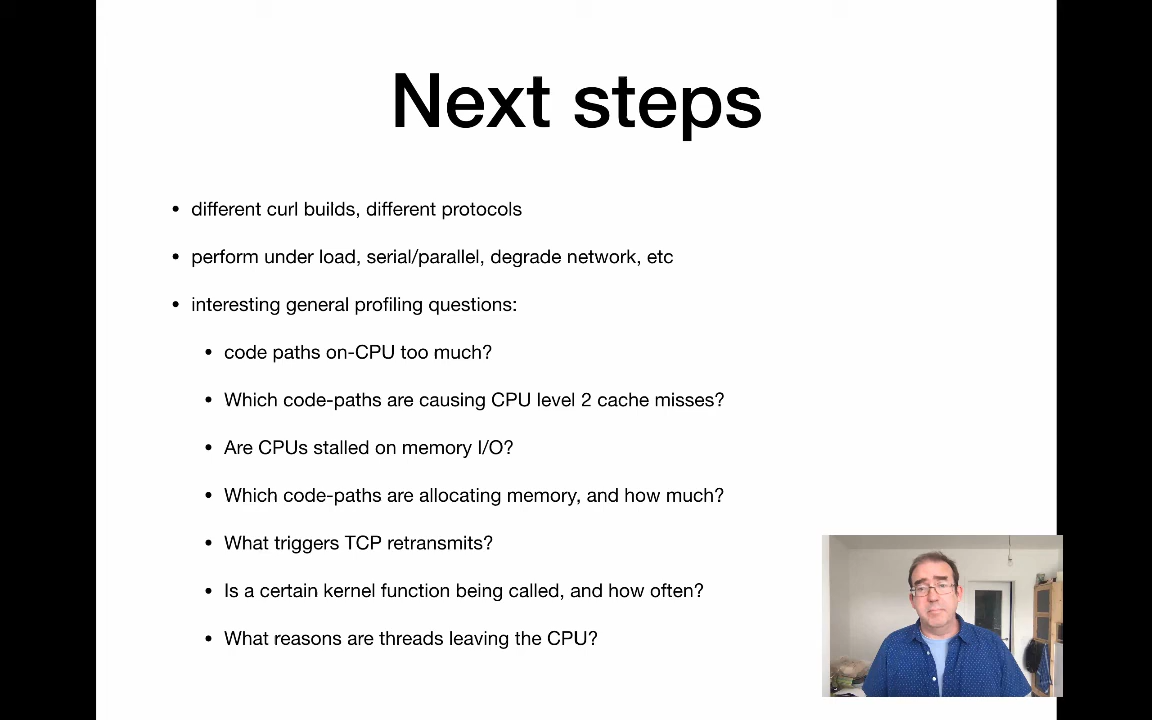 Next steps
• different curl builds, different protocols
• perform under load, serial/parallel, degrade network, etc
• interesting general profiling questions:
• code paths on-CPU too much?
• Which code-paths are causing CPU level 2 cache misses?
• Are CPUs stalled on memory I/O?
• Which code-paths are allocating memory, and how much?
• What triggers TCP retransmits?
• Is a certain kernel function being called, and how often?
• What reasons are threads leaving the CPU?